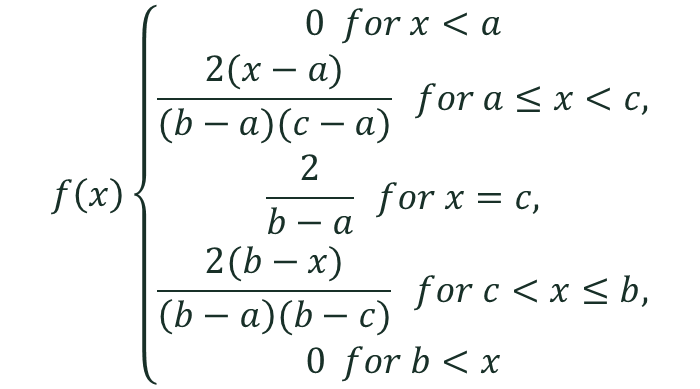 0 for x < a
2(x − a)
(b − a)(c − a) for a ≤ x < c,
f(x) 2
b − a for x = c,
2(b − x)
(b − a)(b − c) for c < x ≤ b,
0 for b < x